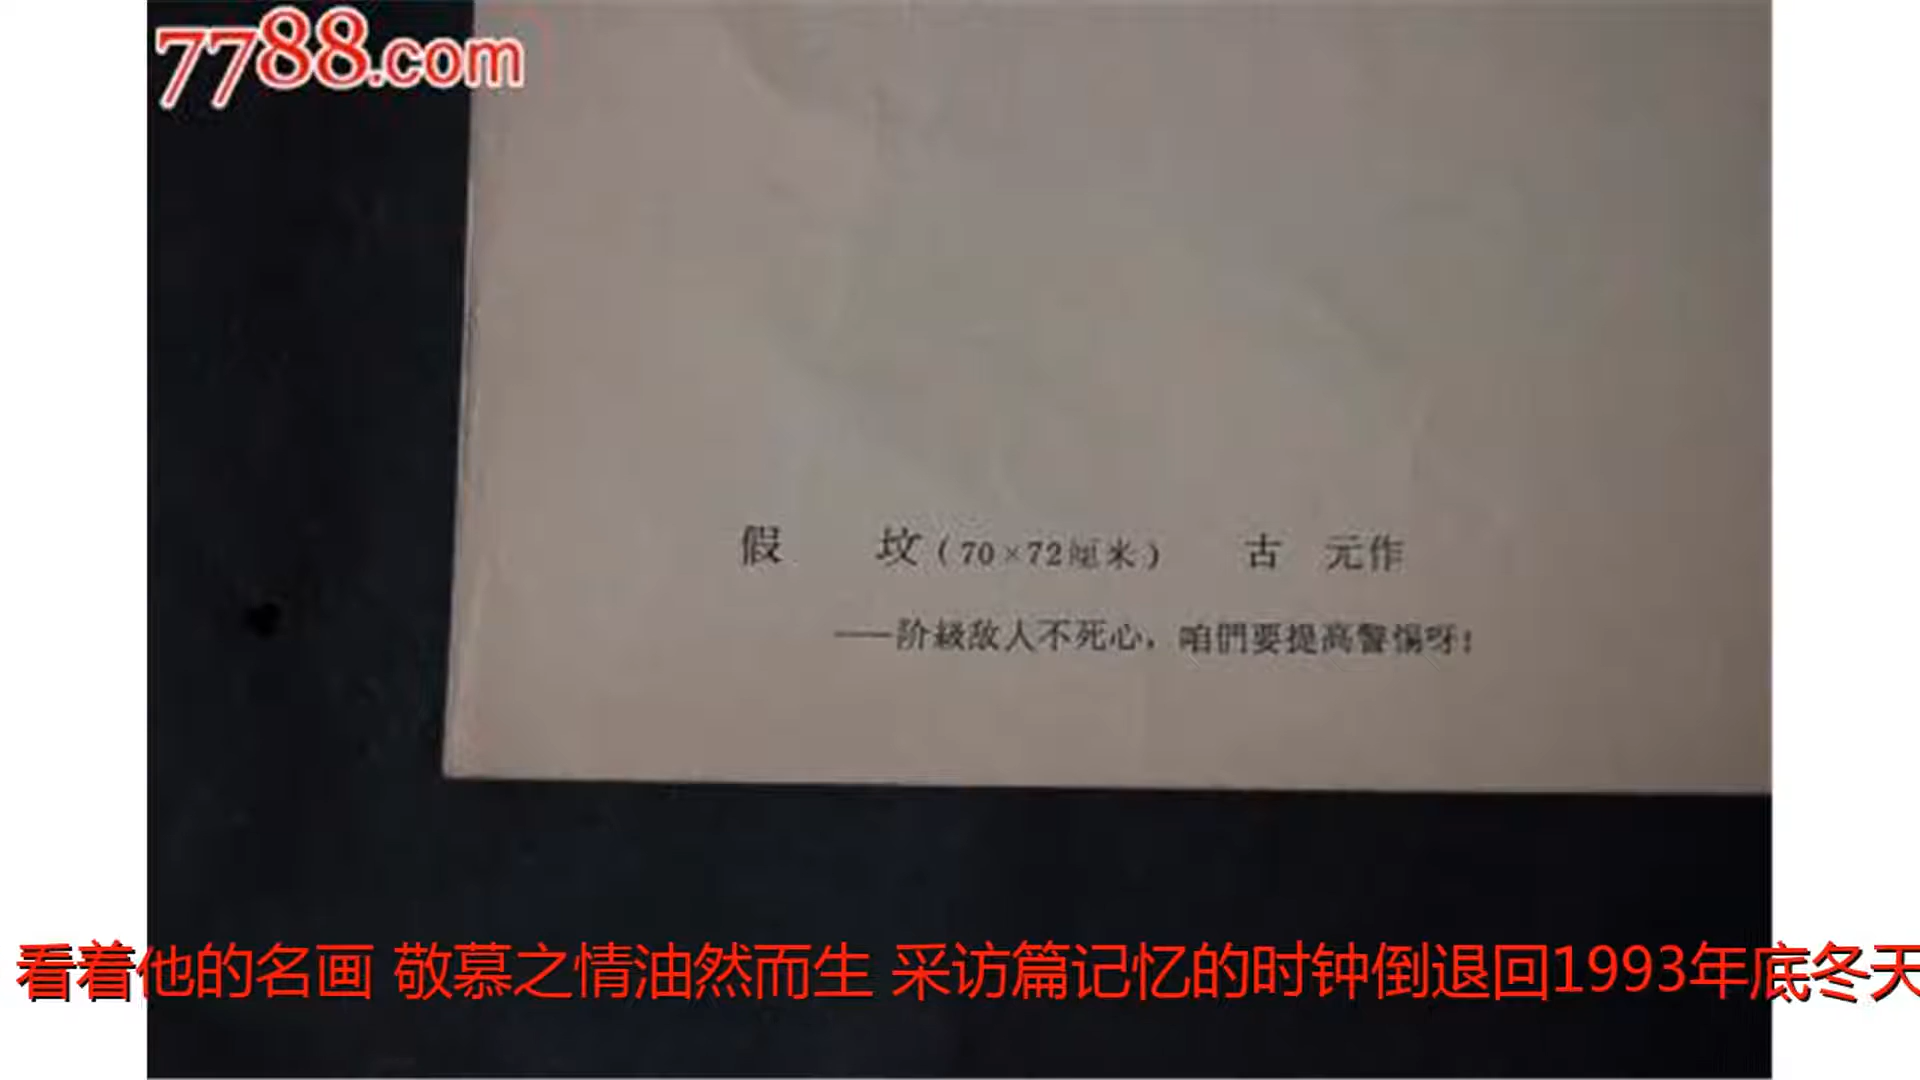 7788.com
假 坟(70×72厘米) 古 元作
——阶級敌人不死心，咱們要提高警惕呀！
看着他的名画 敬慕之情油然而生 采访篇记忆的时钟倒退回1993年底冬天